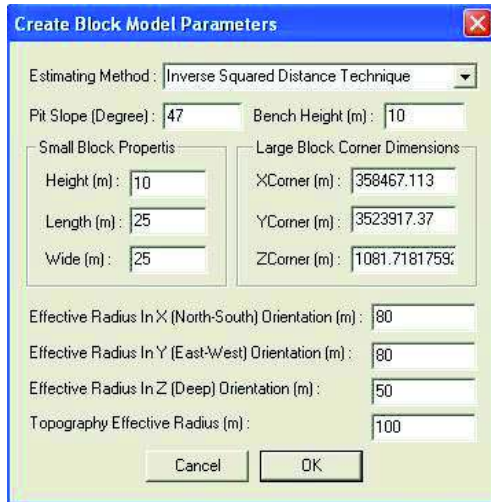 Create Block Model Parameters
Estimating Method : Inverse Squared Distance Technique
Pit Slope (Degree) : 47 Bench Height (m) : 10
Small Block Propertis
Height (m) : 10
Length (m) : 25
Wide (m) : 25
Large Block Corner Dimensions
XCorner (m) : 358467.113
YCorner (m) : 3523917.37
ZCorner (m) : 1081.7181759
Effective Radius In X (North-South) Orientation (m) : 80
Effective Radius In Y (East-West) Orientation (m) : 80
Effective Radius In Z (Deep) Orientation (m) : 50
Topography Effective Radius (m) : 100
Cancel OK